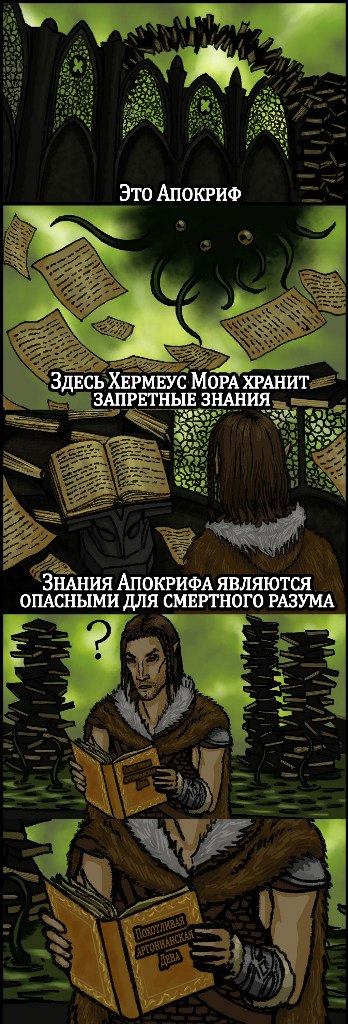 Это Апокриф
Здесь Хермеус Мора хранит
запретные знания
Знания Апокрифа являются
опасными для смертного разума
?
Похотливая
аргонианская
Дева